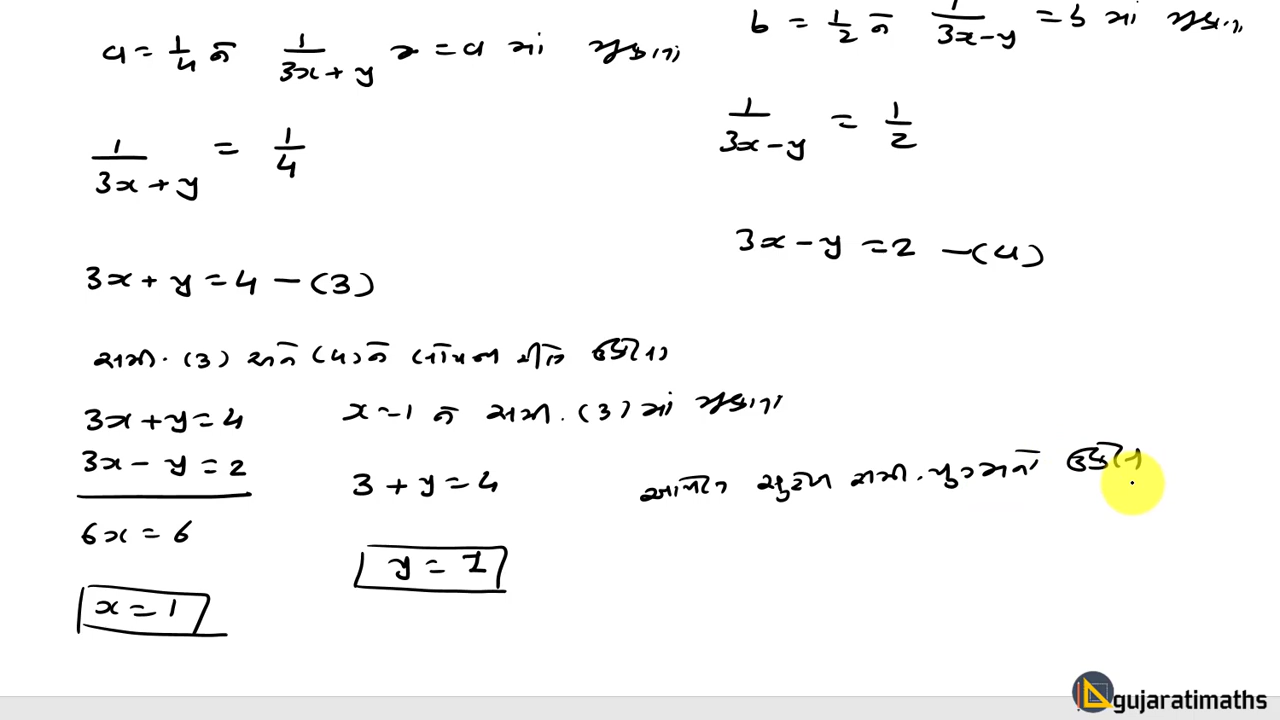 a = 1/4 ને 1/(3x+y) = a માં મુકતાં
1/(3x+y) = 1/4
3x + y = 4 — (3)
b = 1/2 ને 1/(3x-y) = b માં મુકતાં
1/(3x-y) = 1/2
3x - y = 2 — (4)
સમી. (3) અને (4) ને લોપની રીતે ઉકેલતાં
3x + y = 4
3x - y = 2
6x = 6
x = 1
x = 1 ને સમી. (3) માં મુકતાં
3 + y = 4
y = 1
આપેલ સુરેખ સમી. યુગ્મનો ઉકેલ
gujaratimaths